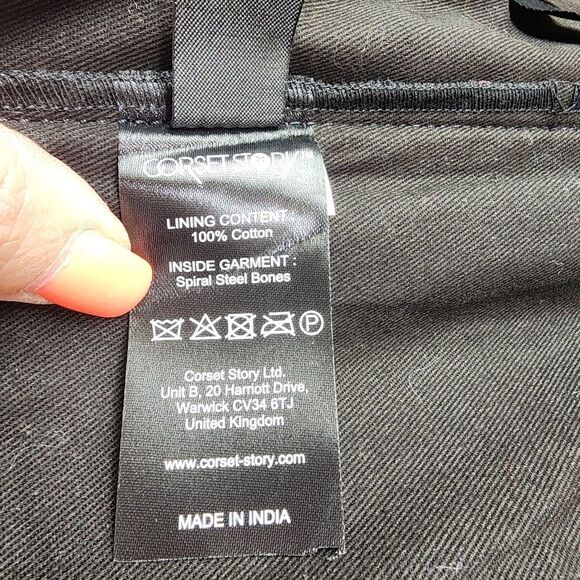 CORSET STORY™
LINING CONTENT :
100% Cotton
INSIDE GARMENT :
Spiral Steel Bones
P
Corset Story Ltd.
Unit B, 20 Harriott Drive,
Warwick CV34 6TJ
United Kingdom
www.corset-story.com
MADE IN INDIA